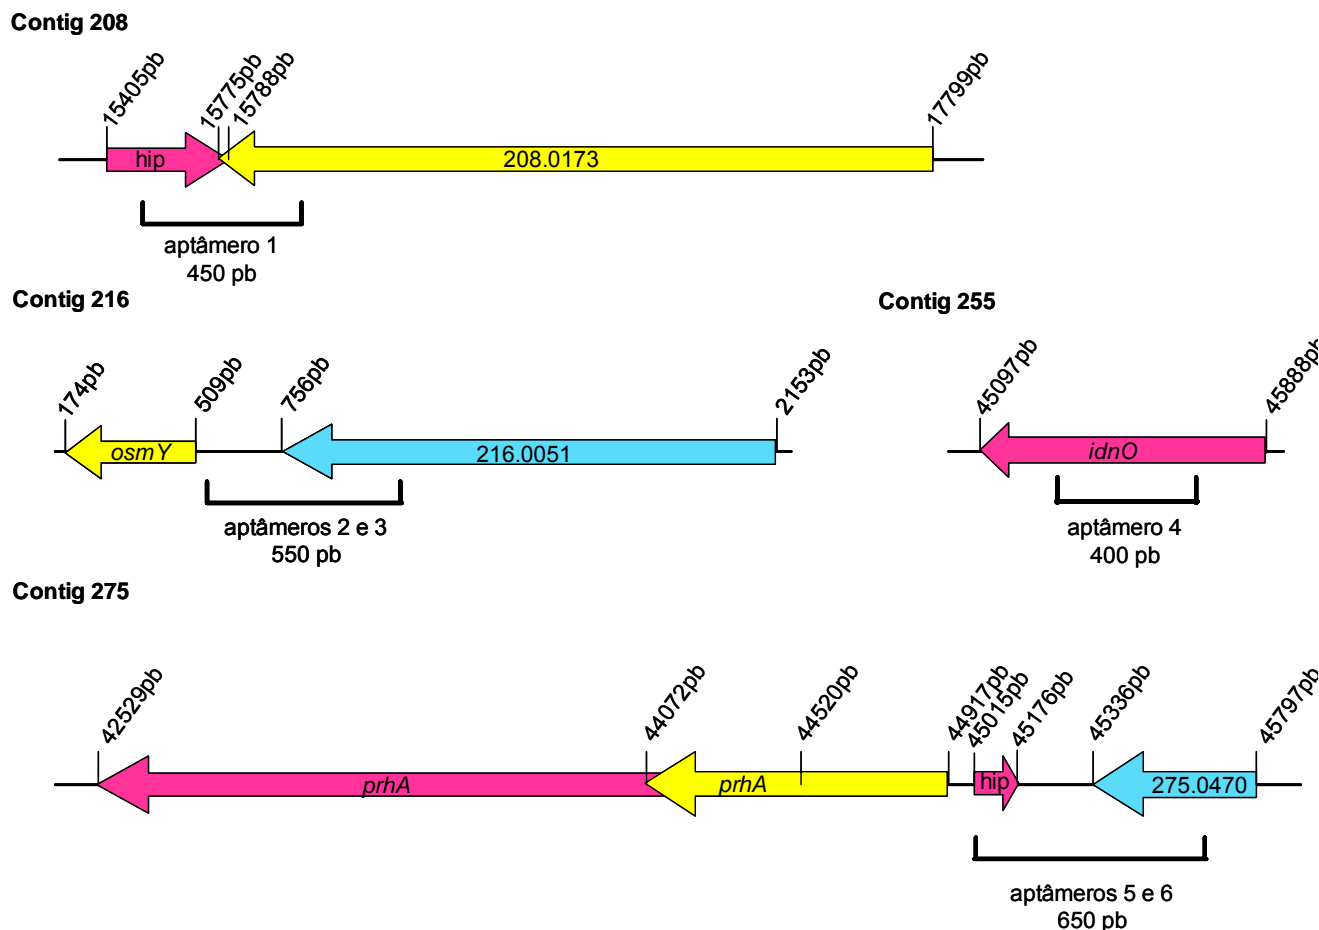 Contig 208
15405pb
15775pb
15788pb
17799pb
hip
208.0173
aptâmero 1
450 pb
Contig 216
Contig 255
174pb
509pb
756pb
2153pb
45097pb
45888pb
osmY
216.0051
idnO
aptâmeros 2 e 3
550 pb
aptâmero 4
400 pb
Contig 275
42529pb
44072pb
44520pb
44917pb
45015pb
45176pb
45336pb
45797pb
prhA
prhA
hip
275.0470
aptâmeros 5 e 6
650 pb